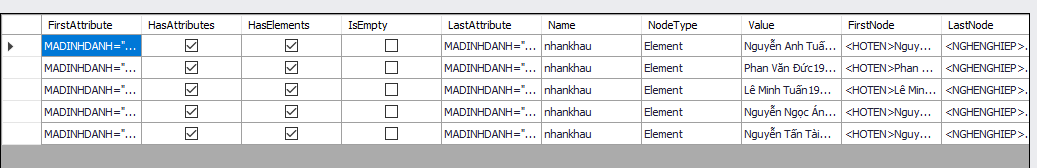 FirstAttribute HasAttributes HasElements IsEmpty LastAttribute Name NodeType Value FirstNode LastNode
MADINHDANH="... MADINHDANH="... nhankhau Element Nguyễn Anh Tuấ... <HOTEN>Nguy... <NGHENGHIEP>...
MADINHDANH="... MADINHDANH="... nhankhau Element Phan Văn Đức19... <HOTEN>Phan ... <NGHENGHIEP>...
MADINHDANH="... MADINHDANH="... nhankhau Element Lê Minh Tuấn19... <HOTEN>Lê Min... <NGHENGHIEP>...
MADINHDANH="... MADINHDANH="... nhankhau Element Nguyễn Ngọc Án... <HOTEN>Nguy... <NGHENGHIEP>...
MADINHDANH="... MADINHDANH="... nhankhau Element Nguyễn Tấn Tài... <HOTEN>Nguy... <NGHENGHIEP>...